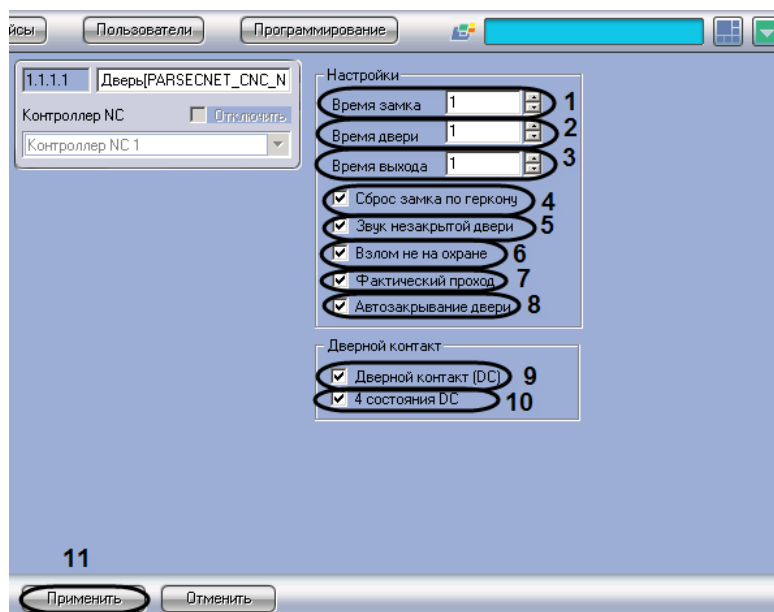 йсы Пользователи Программирование
1.1.1.1 Дверь[PARSECNET_CNC_N
Контроллер NC Отключить
Контроллер NC 1
Настройки
Время замка 1 1
Время двери 1 2
Время выхода 1 3
Сброс замка по геркону 4
Звук незакрытой двери 5
Взлом не на охране 6
Фактический проход 7
Автозакрывание двери 8
Дверной контакт
Дверной контакт (DC) 9
4 состояния DC 10
11
Применить Отменить